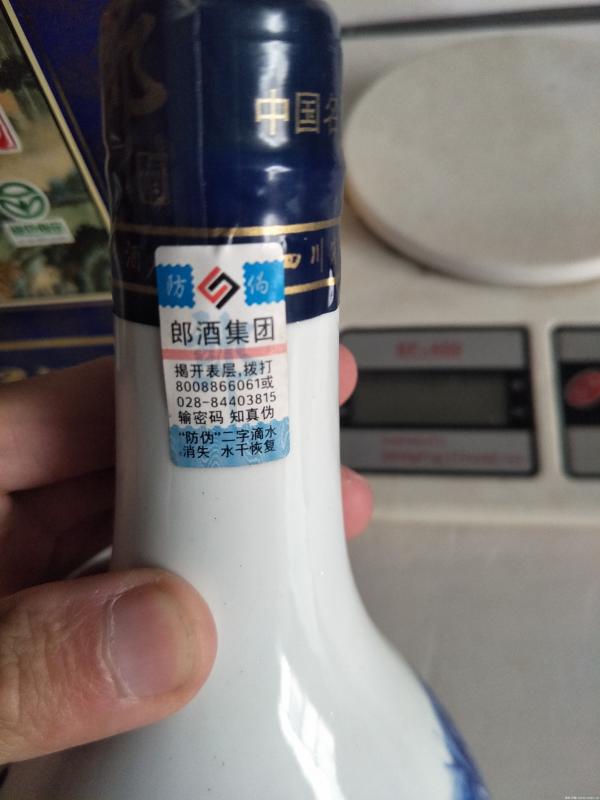 中国名
酒
四川
防 伪
郎酒集团
揭开表层,拨打
8008866061或
028-84403815
输密码 知真伪
“防伪”二字滴水
消失 水干恢复